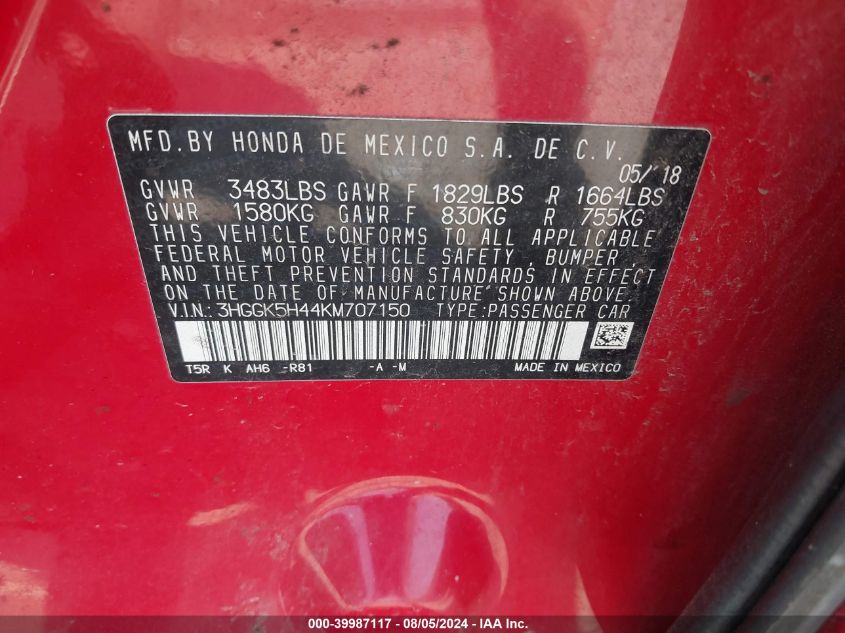 MFD.BY HONDA DE MEXICO S.A. DE C.V.
05/18
GVWR 3483LBS GAWR F 1829LBS R 1664LBS
GVWR 1580KG GAWR F 830KG R 755KG
THIS VEHICLE CONFORMS TO ALL APPLICABLE
FEDERAL MOTOR VEHICLE SAFETY, BUMPER,
AND THEFT PREVENTION STANDARDS IN EFFECT
ON THE DATE OF MANUFACTURE SHOWN ABOVE.
V.I.N.: 3HGGK5H44KM707150 TYPE:PASSENGER CAR
T5R K AH6 -R81 -A -M MADE IN MEXICO
000-39987117 - 08/05/2024 - IAA Inc.